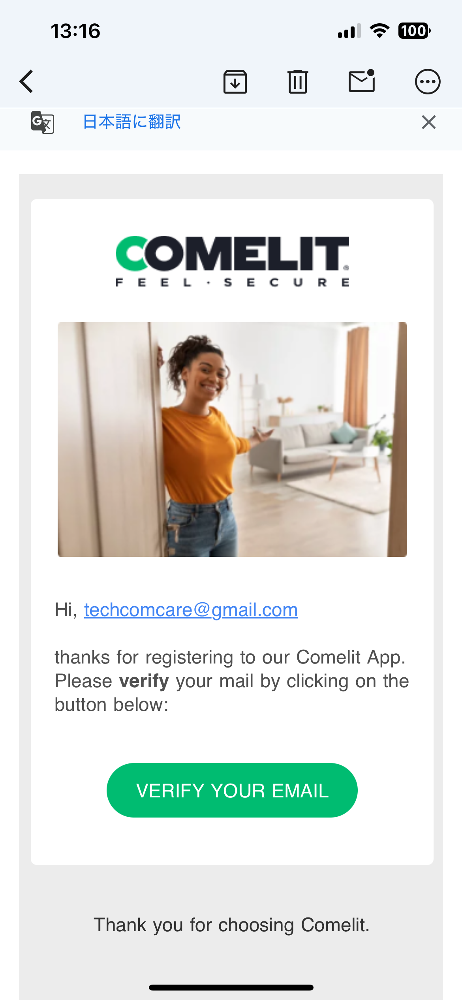 13:16
100
日本語に翻訳
COMELIT®
FEEL·SECURE
Hi, techcomcare@gmail.com
thanks for registering to our Comelit App.
Please verify your mail by clicking on the
button below:
VERIFY YOUR EMAIL
Thank you for choosing Comelit.